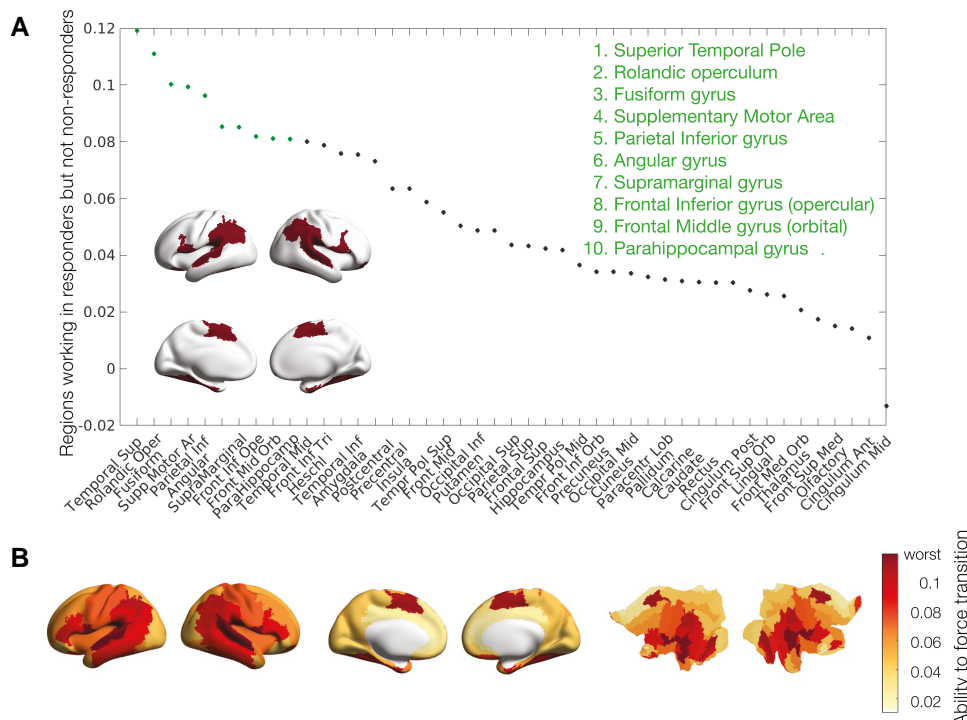 A
Regions working in responders but not non-responders
0.12
0.1
0.08
0.06
0.04
0.02
0
-0.02
1. Superior Temporal Pole
2. Rolandic operculum
3. Fusiform gyrus
4. Supplementary Motor Area
5. Parietal Inferior gyrus
6. Angular gyrus
7. Supramarginal gyrus
8. Frontal Inferior gyrus (opercular)
9. Frontal Middle gyrus (orbital)
10. Parahippocampal gyrus .
Temporal Sup
Rolandic Oper
Fusiform
Supp Motor Ar
Parietal Inf
Angular
SupraMarginal
Front Inf Ope
Front Mid Orb
ParaHippocamp
Temporal Mid
Front Inf Tri
Heschl
Temporal Inf
Amygdala
Postcentral
Precentral
Insula
Tempr Pol Sup
Front Mid
Occipital Inf
Putamen
Occipital Sup
Parietal Sup
Frontal Sup
Hippocampus
Tempr Pol Mid
Front Inf Orb
Precuneus
Occipital Mid
Cuneus
Paracentr Lob
Pallidum
Calcarine
Caudate
Rectus
Cingulum Post
Front Sup Orb
Lingual
Front Med Orb
Thalamus
Front Sup Med
Olfactory
Cingulum Ant
Cingulum Mid
B
worst
0.1
0.08
0.06
0.04
0.02
Ability to force transition